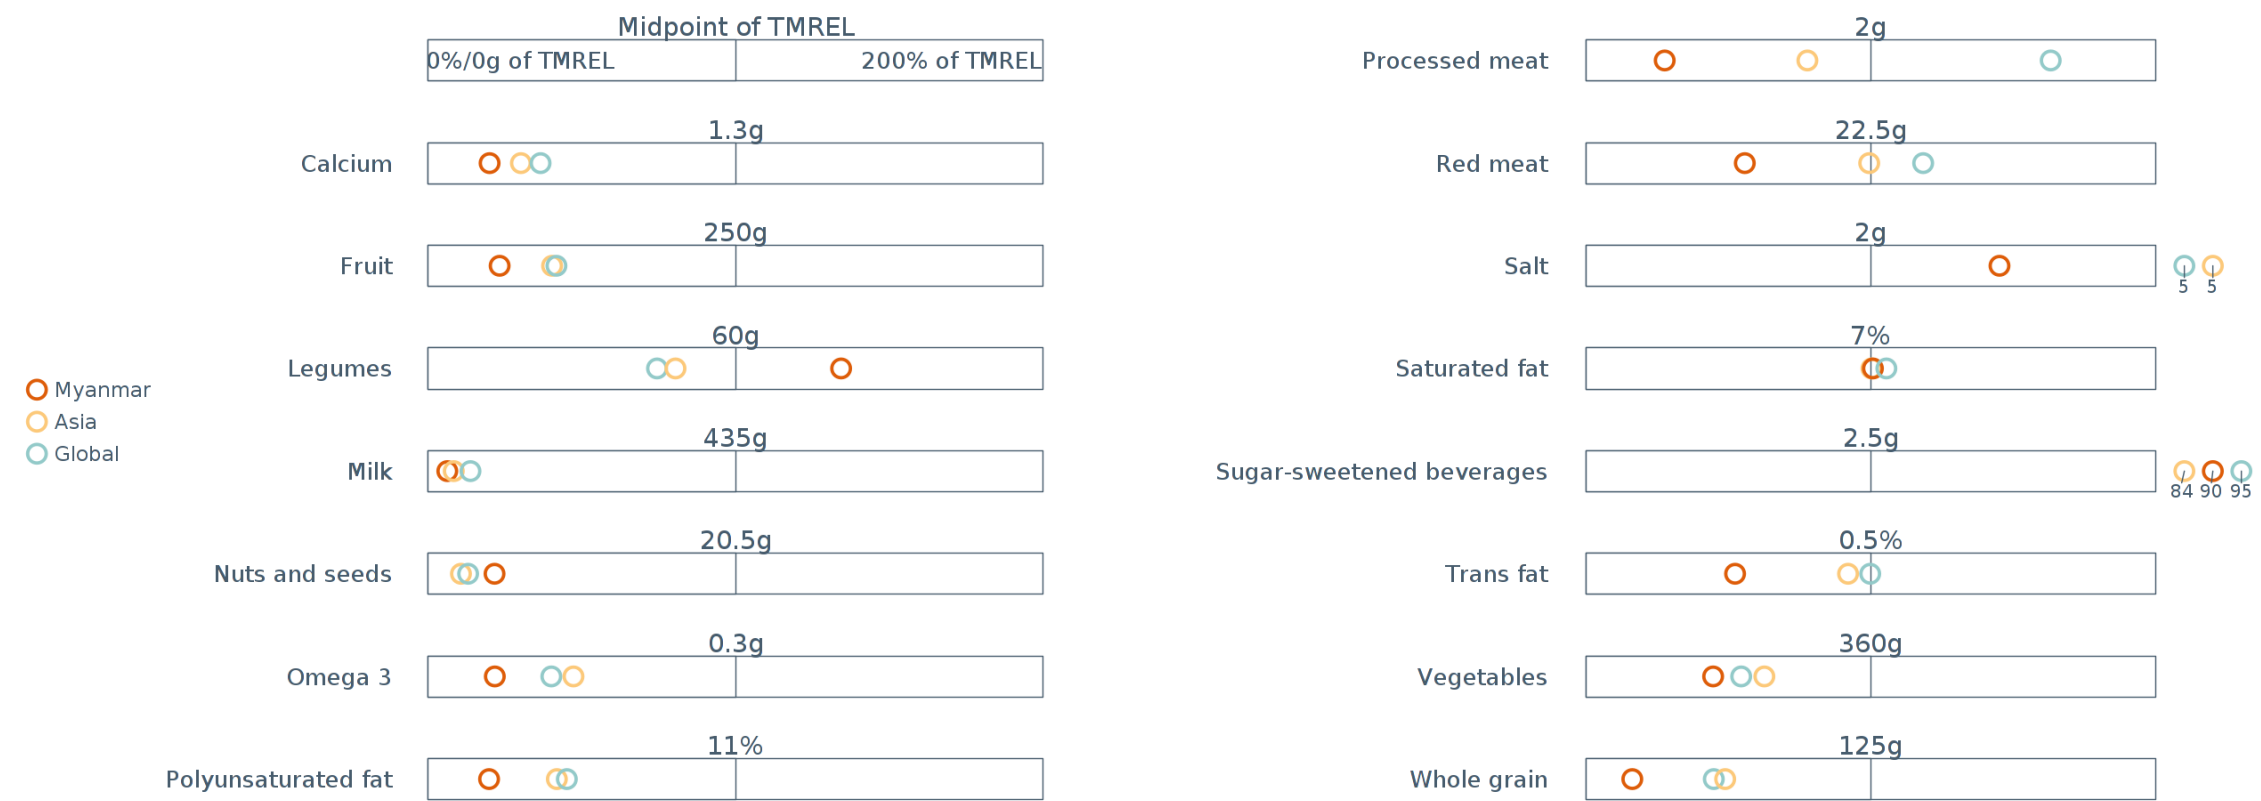 Midpoint of TMREL
0%/0g of TMREL
200% of TMREL
1.3g
Calcium
250g
Fruit
60g
Legumes
435g
Milk
20.5g
Nuts and seeds
0.3g
Omega 3
11%
Polyunsaturated fat
Myanmar
Asia
Global
2g
Processed meat
22.5g
Red meat
2g
Salt
5 5
7%
Saturated fat
2.5g
Sugar-sweetened beverages
84 90 95
0.5%
Trans fat
360g
Vegetables
125g
Whole grain